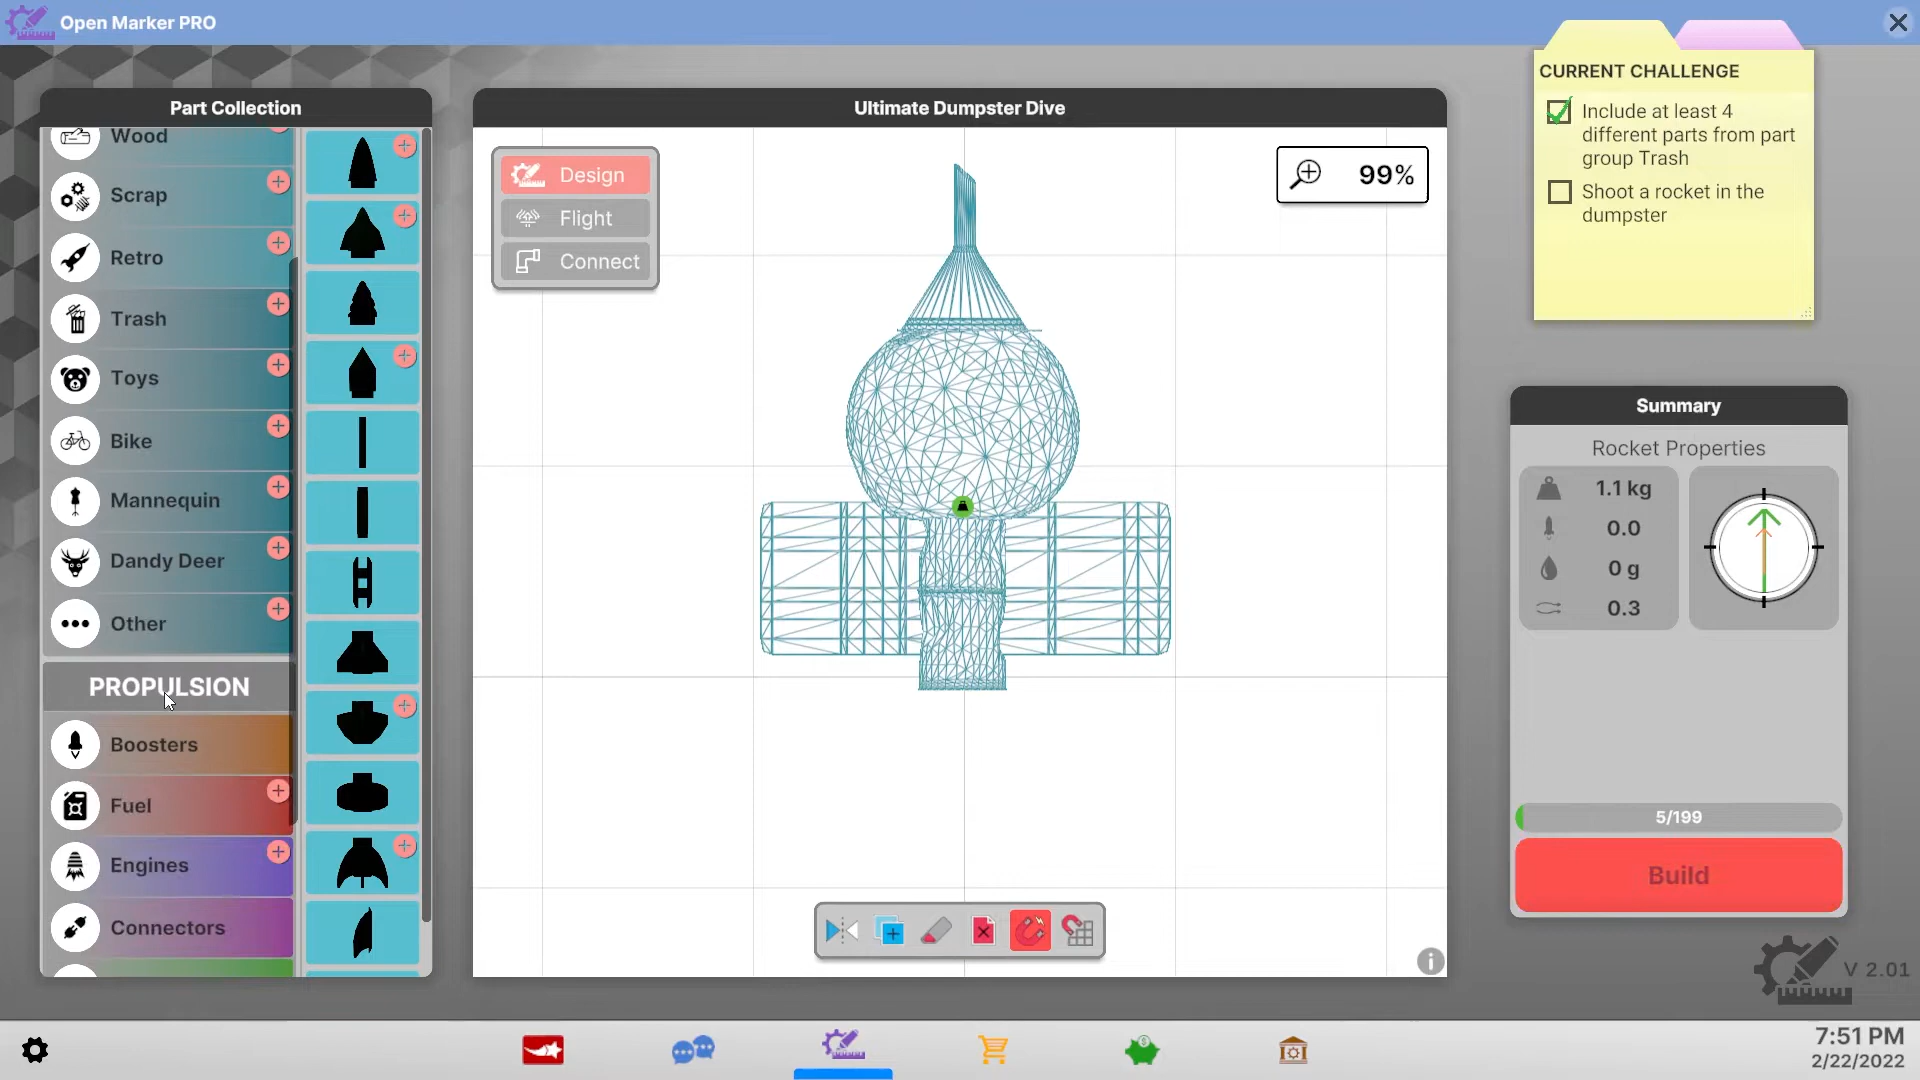 Open Marker PRO
Part Collection
Wood
Scrap
Retro
Trash
Toys
Bike
Mannequin
Dandy Deer
Other
PROPULSION
Boosters
Fuel
Engines
Connectors
Ultimate Dumpster Dive
Design
Flight
Connect
99%
CURRENT CHALLENGE
Include at least 4
different parts from part
group Trash
Shoot a rocket in the
dumpster
Summary
Rocket Properties
1.1 kg
0.0
0 g
0.3
5/199
Build
V 2.01
7:51 PM
2/22/2022